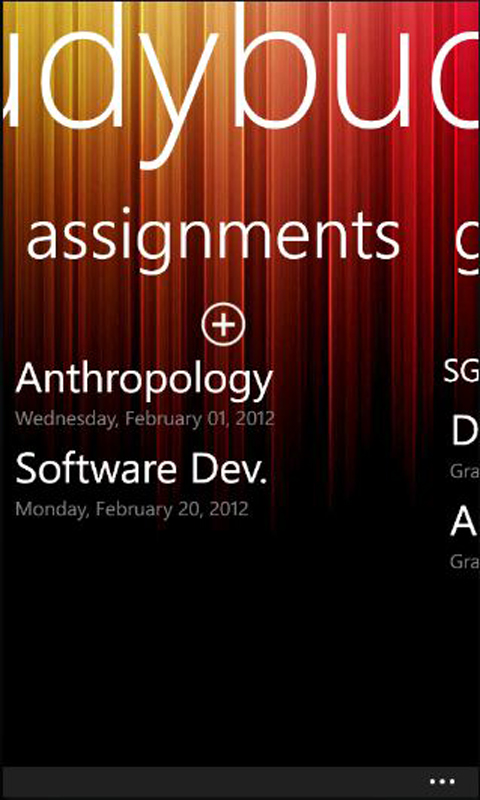 udybud
assignments
g
Anthropology
SG
Wednesday, February 01, 2012
D
Software Dev.
Gra
Monday, February 20, 2012
A
Gra